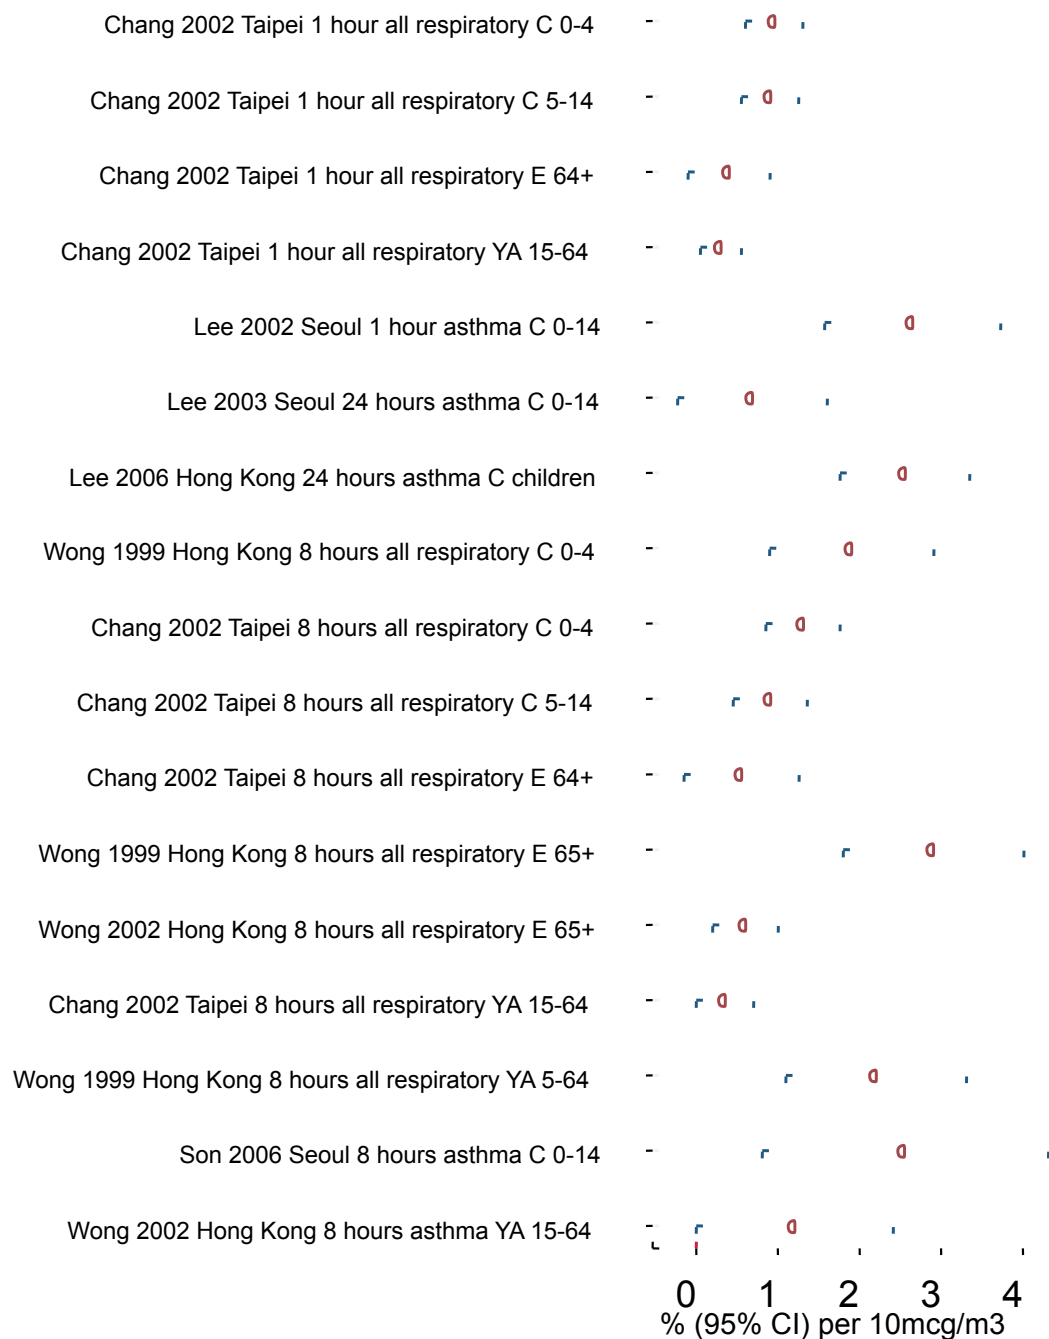 Chang 2002 Taipei 1 hour all respiratory C 0-4
Chang 2002 Taipei 1 hour all respiratory C 5-14
Chang 2002 Taipei 1 hour all respiratory E 64+
Chang 2002 Taipei 1 hour all respiratory YA 15-64
Lee 2002 Seoul 1 hour asthma C 0-14
Lee 2003 Seoul 24 hours asthma C 0-14
Lee 2006 Hong Kong 24 hours asthma C children
Wong 1999 Hong Kong 8 hours all respiratory C 0-4
Chang 2002 Taipei 8 hours all respiratory C 0-4
Chang 2002 Taipei 8 hours all respiratory C 5-14
Chang 2002 Taipei 8 hours all respiratory E 64+
Wong 1999 Hong Kong 8 hours all respiratory E 65+
Wong 2002 Hong Kong 8 hours all respiratory E 65+
Chang 2002 Taipei 8 hours all respiratory YA 15-64
Wong 1999 Hong Kong 8 hours all respiratory YA 5-64
Son 2006 Seoul 8 hours asthma C 0-14
Wong 2002 Hong Kong 8 hours asthma YA 15-64
0 1 2 3 4
% (95% CI) per 10mcg/m3